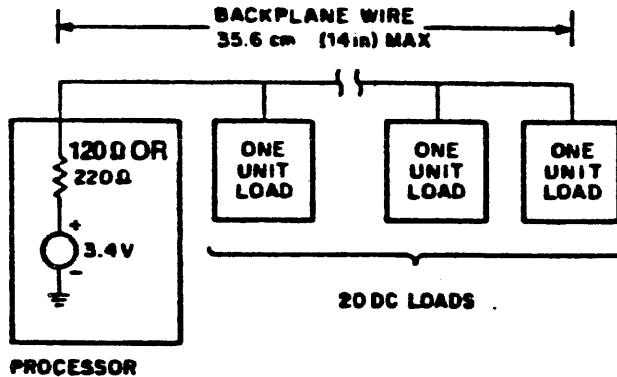 BACKPLANE WIRE
35.6 cm (14in) MAX
120Ω OR
220Ω
+
3.4V
-
ONE
UNIT
LOAD
ONE
UNIT
LOAD
ONE
UNIT
LOAD
20 DC LOADS
PROCESSOR